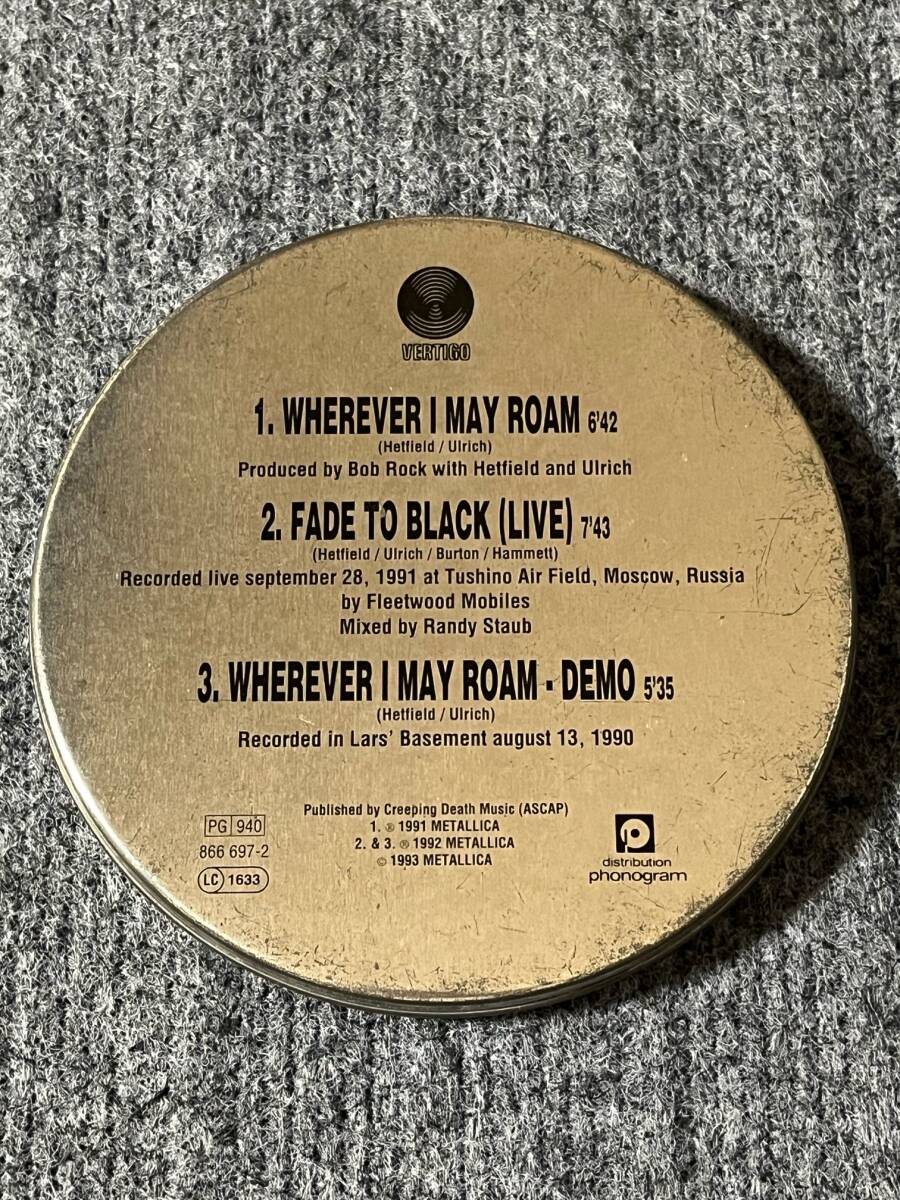 VERTIGO
1. WHEREVER I MAY ROAM 6'42
(Hetfield / Ulrich)
Produced by Bob Rock with Hetfield and Ulrich
2. FADE TO BLACK (LIVE) 7'43
(Hetfield / Ulrich / Burton / Hammett)
Recorded live september 28, 1991 at Tushino Air Field, Moscow, Russia
by Fleetwood Mobiles
Mixed by Randy Staub
3. WHEREVER I MAY ROAM - DEMO 5'35
(Hetfield / Ulrich)
Recorded in Lars' Basement august 13, 1990
Published by Creeping Death Music (ASCAP)
1. ℗ 1991 METALLICA
2. & 3. ℗ 1992 METALLICA
© 1993 METALLICA
PG 940
866 697-2
LC 1633
distribution
phonogram